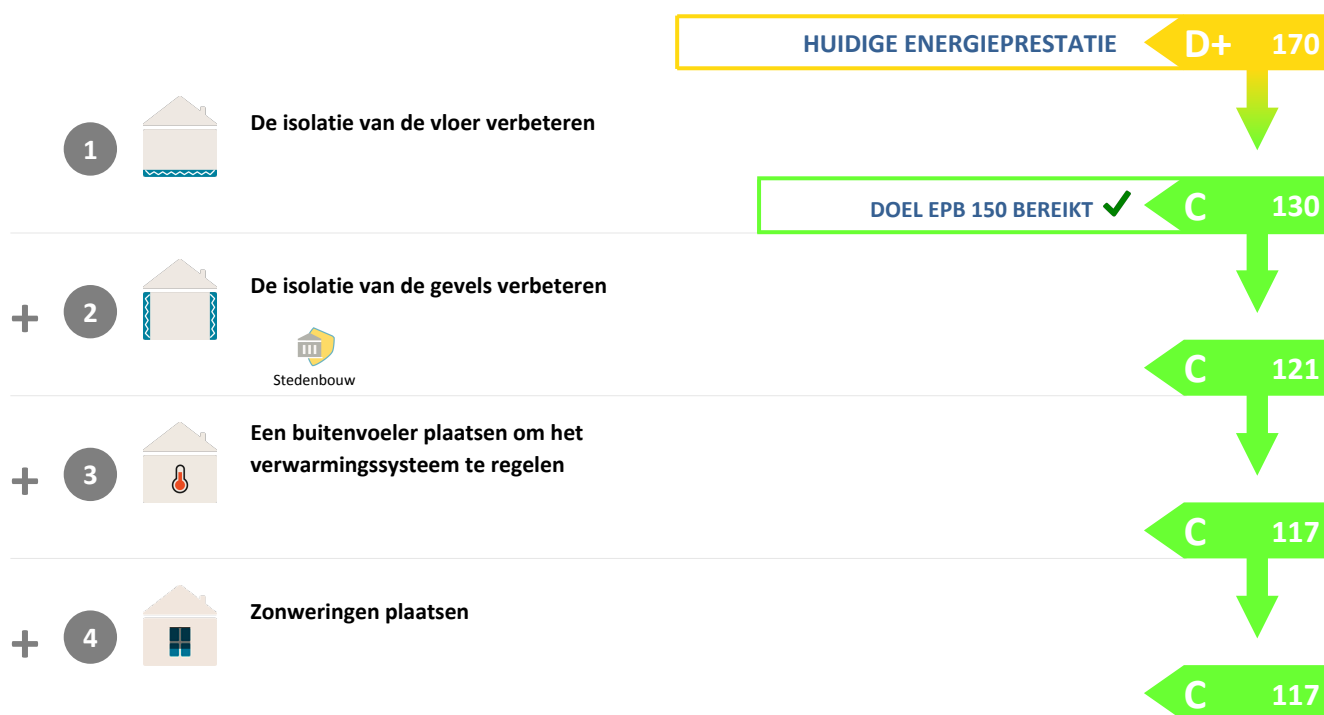 HUIDIGE ENERGIEPRESTATIE D+ 170
1 De isolatie van de vloer verbeteren
DOEL EPB 150 BEREIKT C 130
+ 2 De isolatie van de gevels verbeteren
Stedenbouw
C 121
+ 3 Een buitenvoeler plaatsen om het
verwarmingssysteem te regelen
C 117
+ 4 Zonweringen plaatsen
C 117